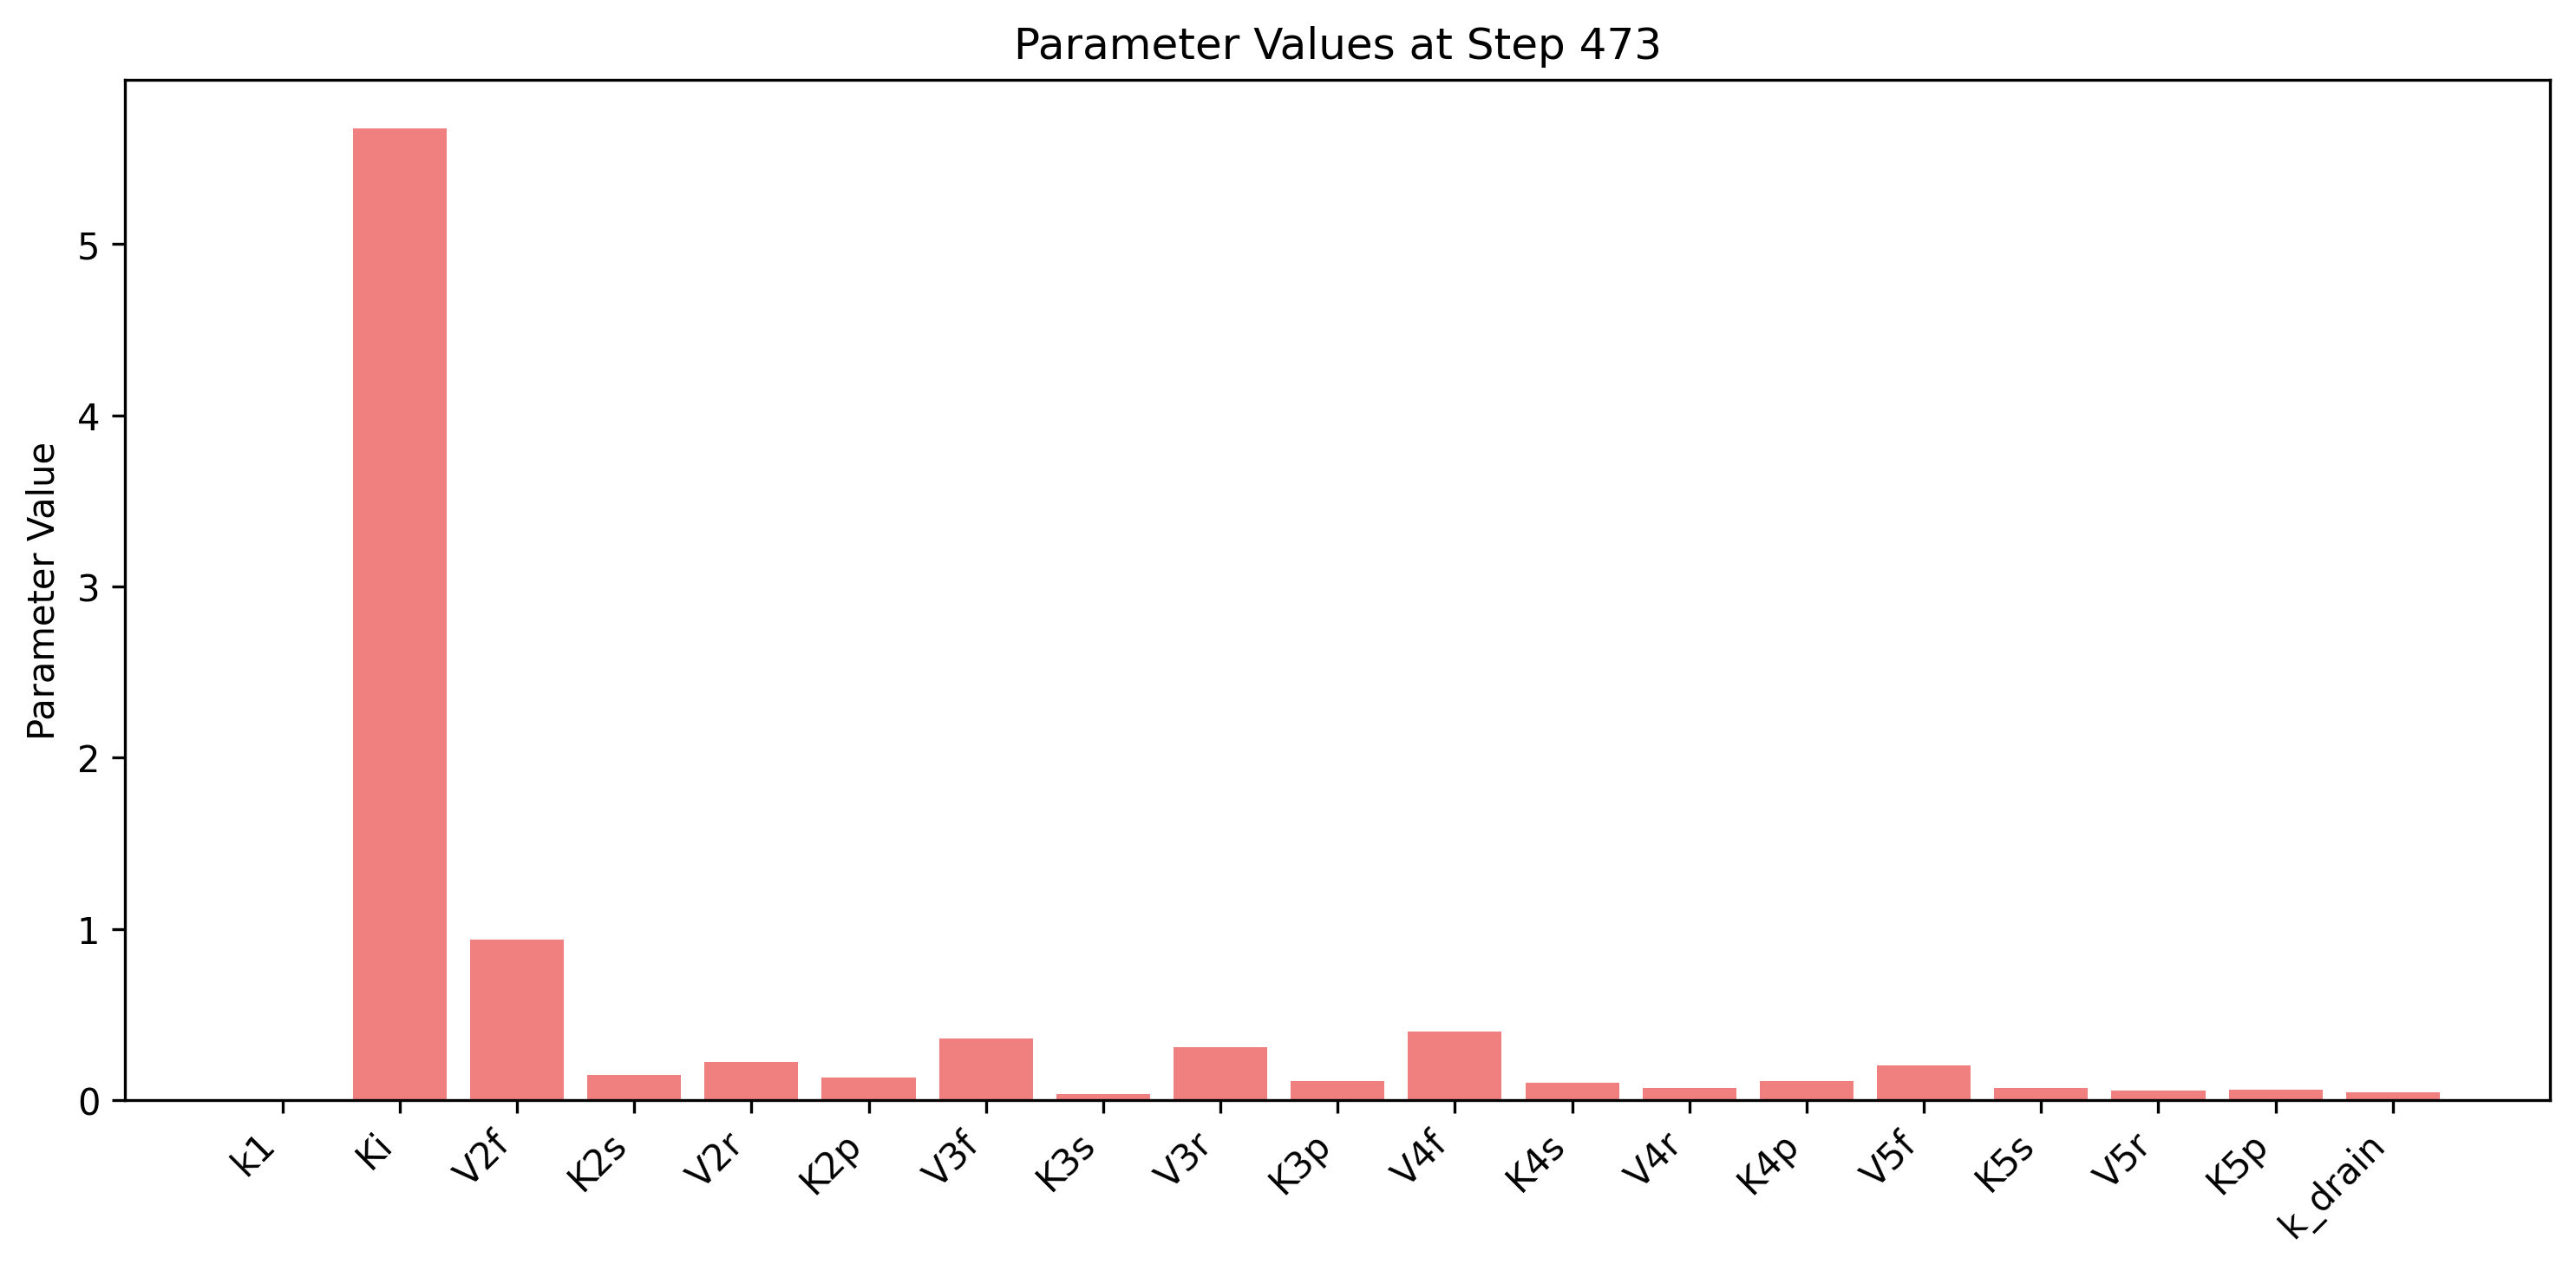 Parameter Values at Step 473
Parameter Value
5
4
3
2
1
0
k1
Ki
V2f
K2s
V2r
K2p
V3f
K3s
V3r
K3p
V4f
K4s
V4r
K4p
V5f
K5s
V5r
K5p
k_drain